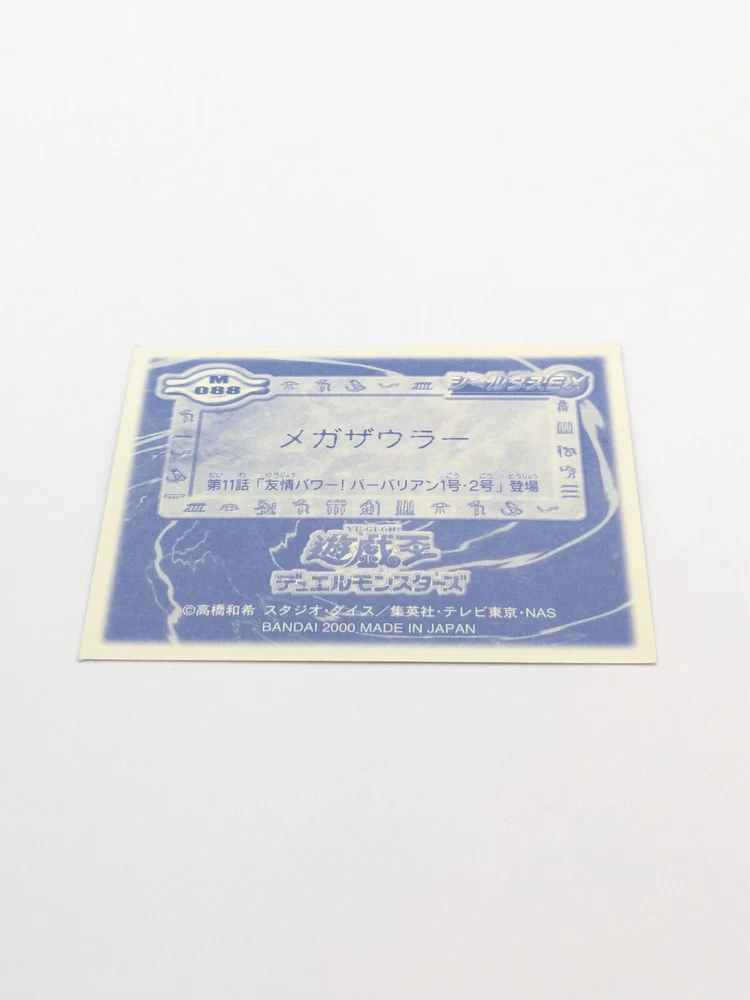 M
088
シールダスEX
メガザウラー
第11話「友情パワー!バーバリアン1号・2号」登場
YU-GI-OH!
遊戯王
デュエルモンスターズ
©高橋和希 スタジオ・ダイス/集英社・テレビ東京・NAS
BANDAI 2000 MADE IN JAPAN